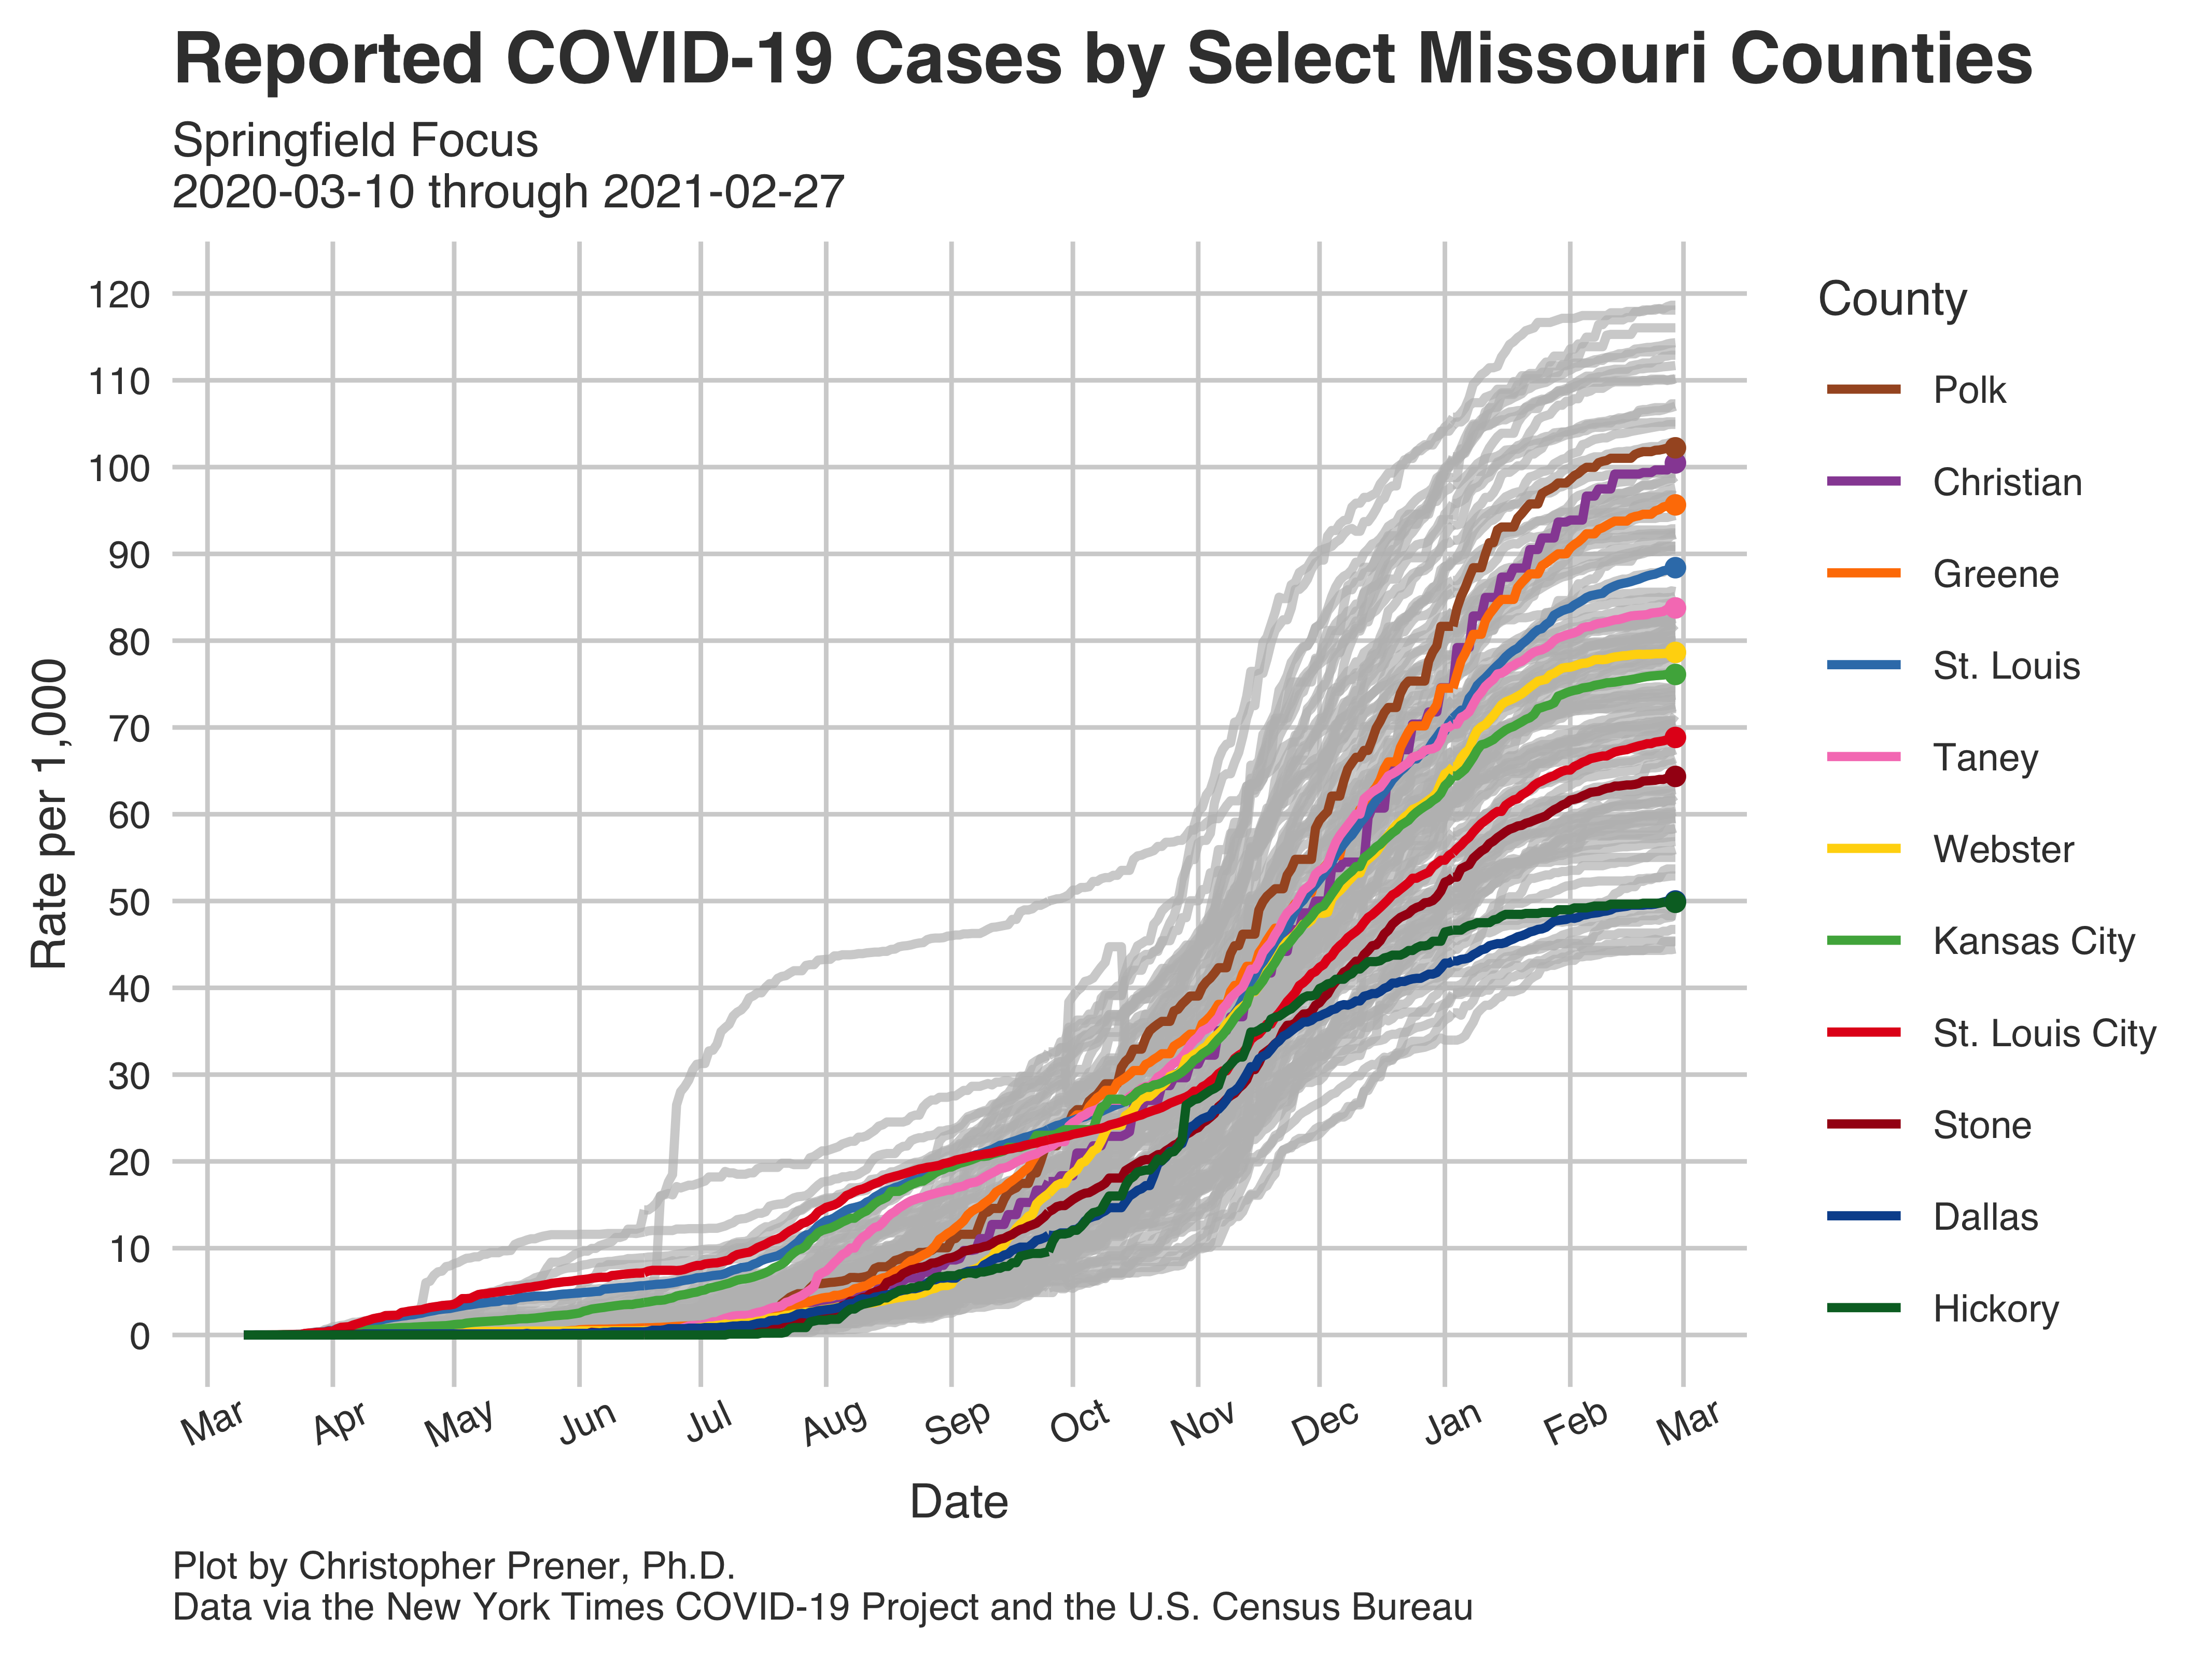 Reported COVID-19 Cases by Select Missouri Counties
Springfield Focus
2020-03-10 through 2021-02-27
Rate per 1,000
120
110
100
90
80
70
60
50
40
30
20
10
0
Mar
Apr
May
Jun
Jul
Aug
Sep
Oct
Nov
Dec
Jan
Feb
Mar
Date
County
Polk
Christian
Greene
St. Louis
Taney
Webster
Kansas City
St. Louis City
Stone
Dallas
Hickory
Plot by Christopher Prener, Ph.D.
Data via the New York Times COVID-19 Project and the U.S. Census Bureau